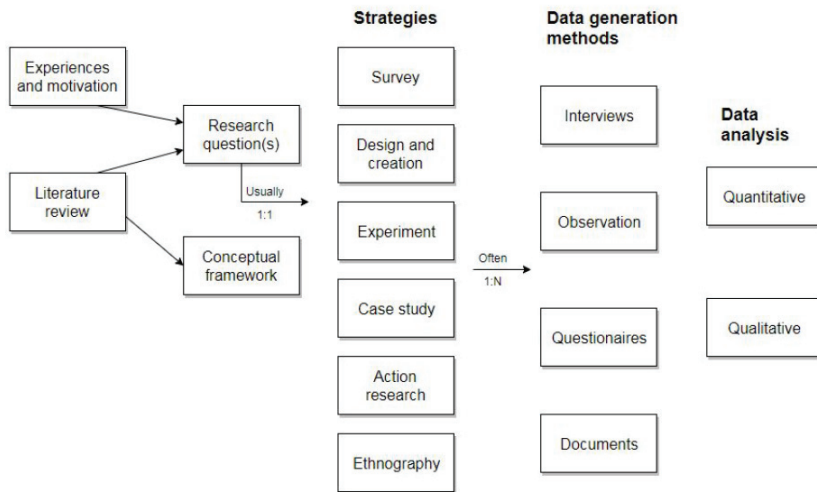 Strategies
Data generation
methods
Experiences
and motivation
Survey
Interviews
Data
analysis
Research
question(s)
Design and
creation
Literature
review
Usually
1:1
Quantitative
Experiment
Observation
Conceptual
framework
Often
1:N
Case study
Questionaires
Qualitative
Action
research
Documents
Ethnography